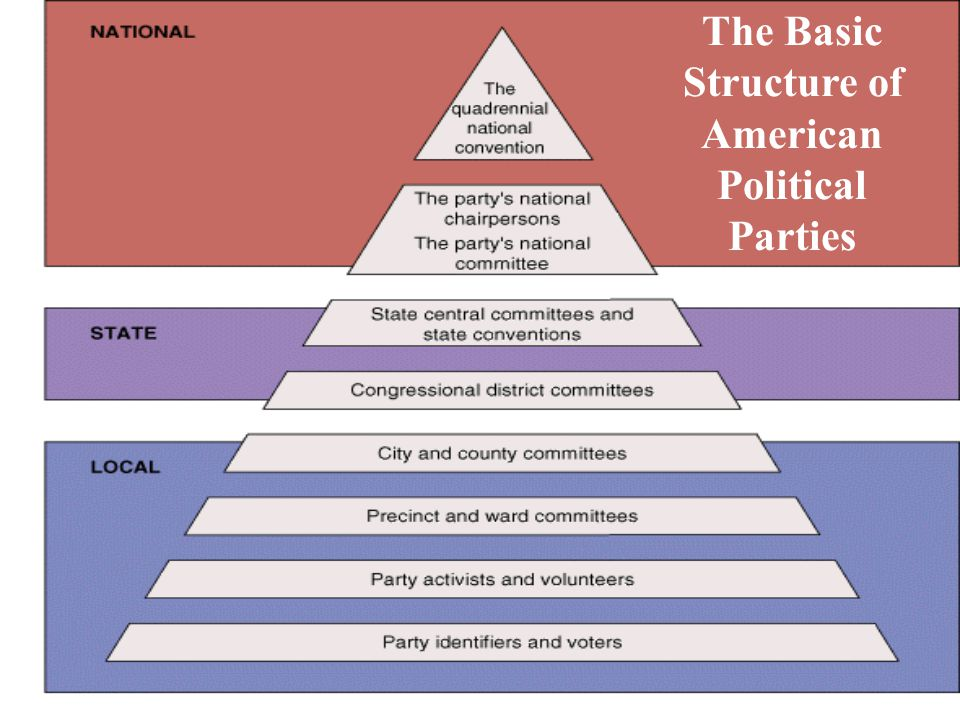 NATIONAL
The Basic
Structure of
American
Political
Parties
The
quadrennial
national
convention
The party's national
chairpersons
The party's national
committee
STATE
State central committees and
state conventions
Congressional district committees
LOCAL
City and county committees
Precinct and ward committees
Party activists and volunteers
Party identifiers and voters